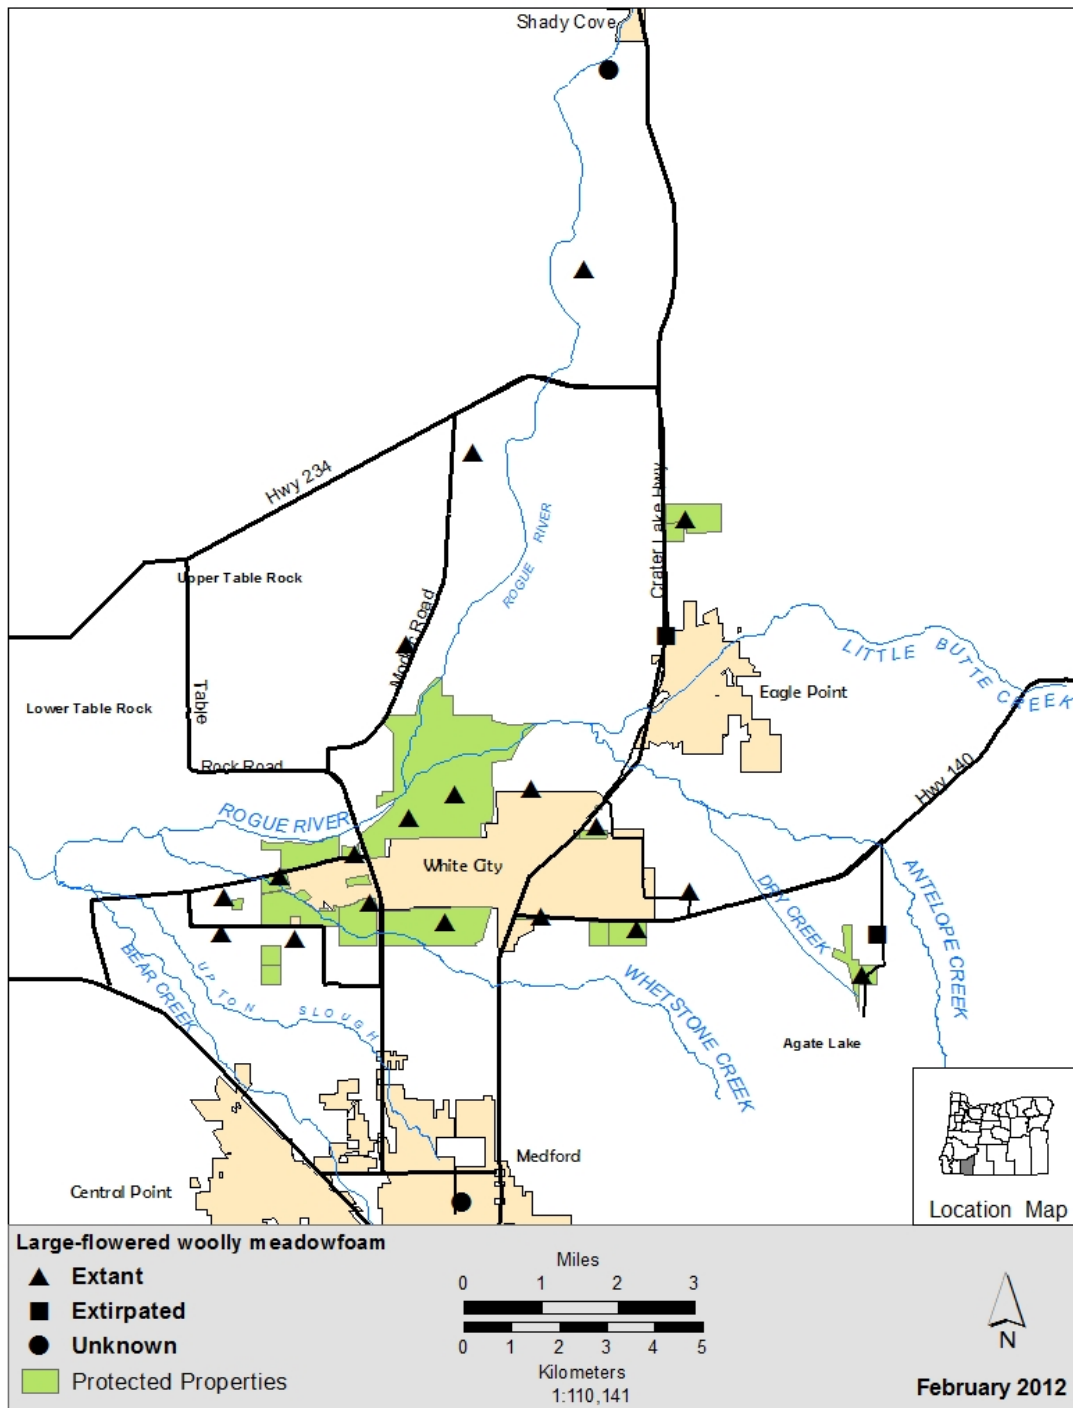 Shady Cove
Hwy 234
Crater Lake Hwy
ROGUE RIVER
Upper Table Rock
Modoc Road
LITTLE BUTTE CREEK
Lower Table Rock
Table
Rock Road
Eagle Point
Hwy 140
ROGUE RIVER
White City
DRY CREEK
ANTELOPE CREEK
BEAR CREEK
UPTON SLOUGH
WHETSTONE CREEK
Agate Lake
Medford
Central Point
Location Map
Large-flowered woolly meadowfoam
Extant
Extirpated
Unknown
Protected Properties
Miles
0 1 2 3
0 1 2 3 4 5
Kilometers
1:110,141
N
February 2012